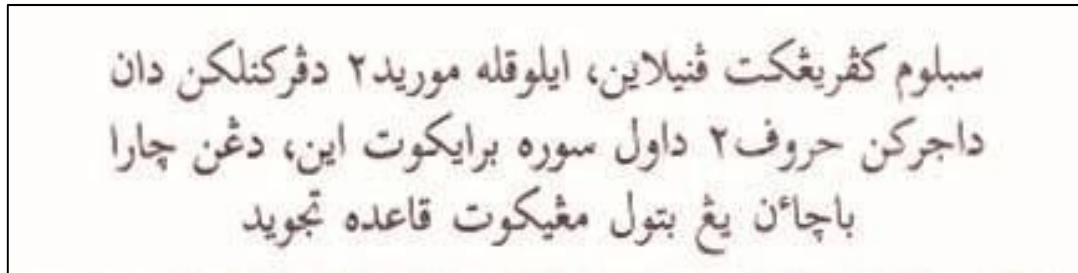 سبلوم کڤريڠکت ڤنيلاين، ايلوقله موريد٢ دڤرکنلکن دان
داجرکن حروف٢ داول سوره برايکوت اين، دڠن چارا
باچاءن يڠ بتول مڠيکوت قاعده تجويد